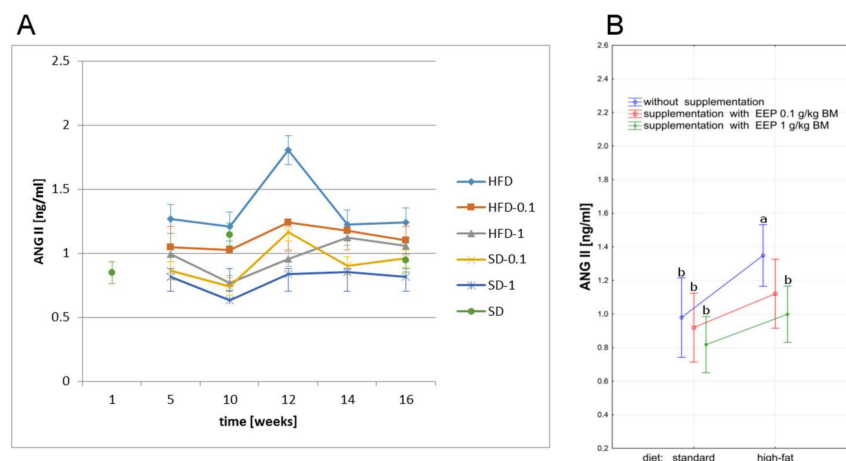 A
2.5
2
1.5
1
0.5
0
ANG II [ng/ml]
1 5 10 12 14 16
time [weeks]
HFD
HFD-0.1
HFD-1
SD-0.1
SD-1
SD
B
2.6
2.4
2.2
2.0
1.8
1.6
1.4
1.2
1.0
0.8
0.6
0.4
0.2
ANG II [ng/ml]
without supplementation
supplementation with EEP 0.1 g/kg BM
supplementation with EEP 1 g/kg BM
a
b b b
b
b
diet: standard high-fat